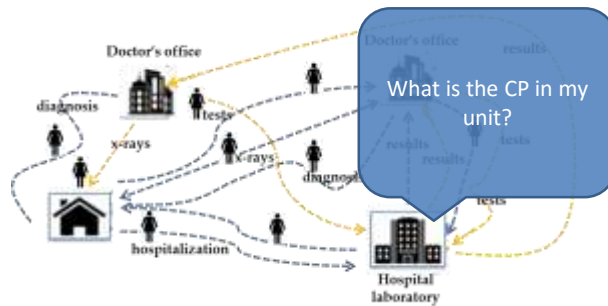 Doctor's office
Doctor's office
results
What is the CP in my
unit?
diagnosis
tests
x-rays
x-rays
results
tests
results
diagnosis
tests
hospitalization
Hospital
laboratory